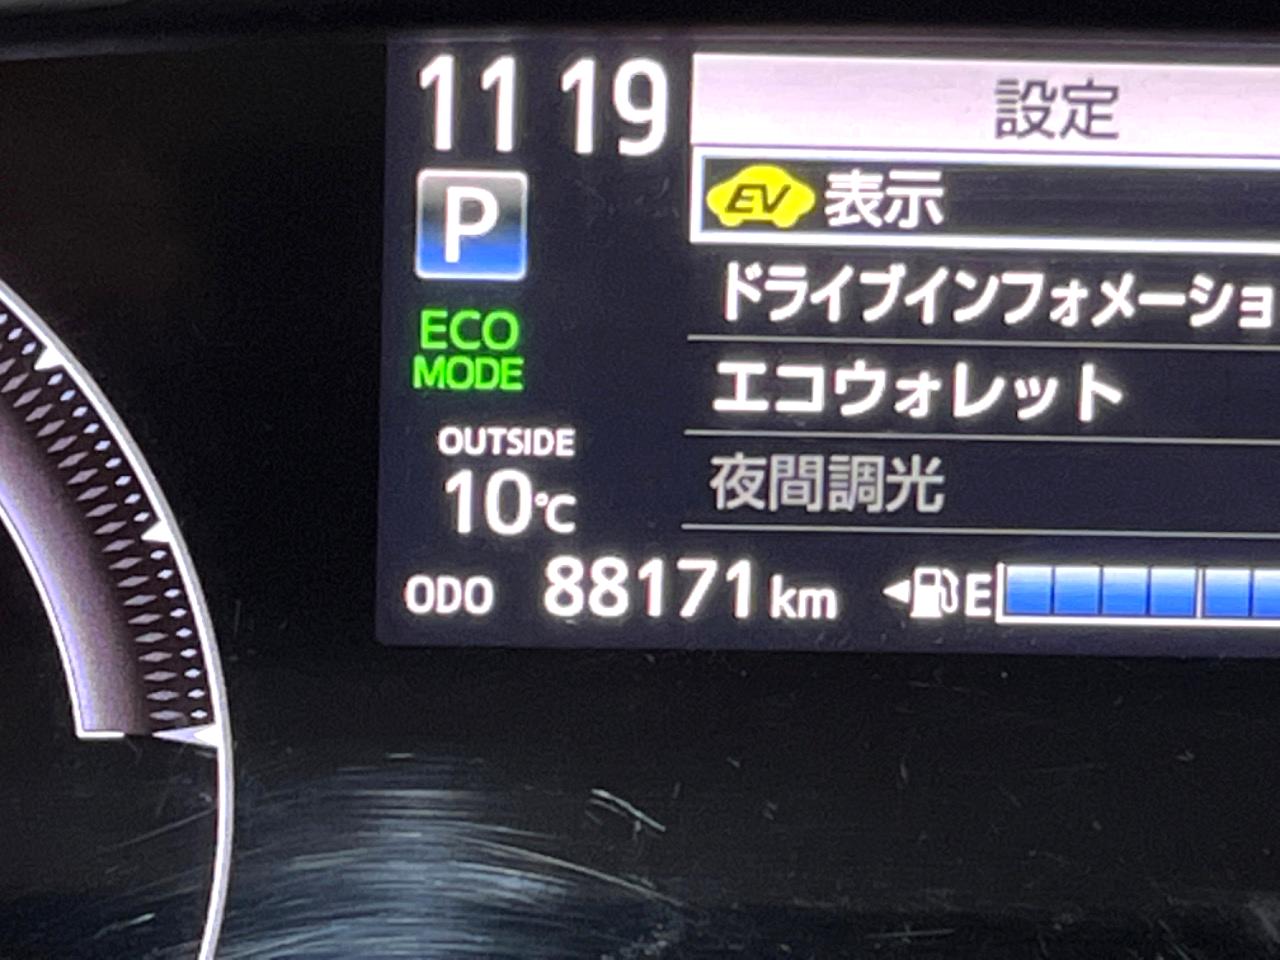 11 19
設定
P
EV 表示
ECO
MODE
ドライブインフォメーショ
エコウォレット
OUTSIDE
10℃
夜間調光
ODO 88171 km
E